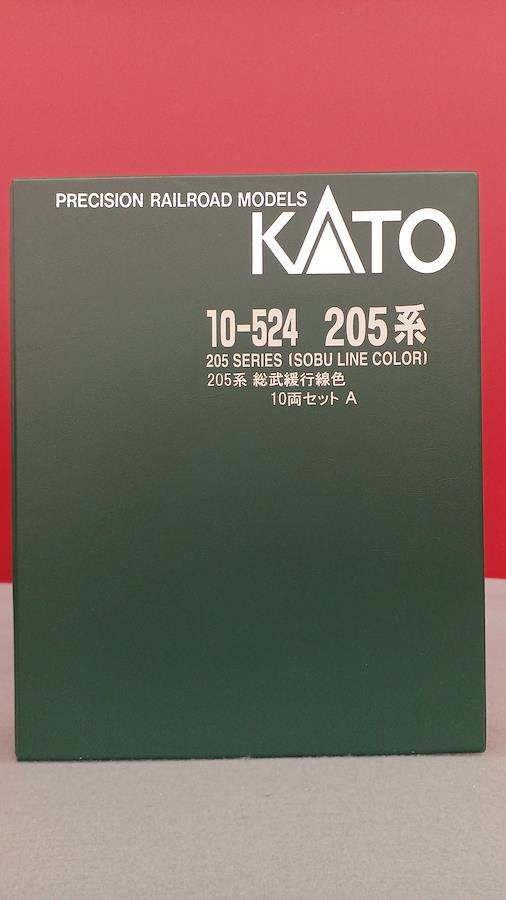 PRECISION RAILROAD MODELS
KATO
10-524 205系
205 SERIES (SOBU LINE COLOR)
205系 総武緩行線色
10両セット A